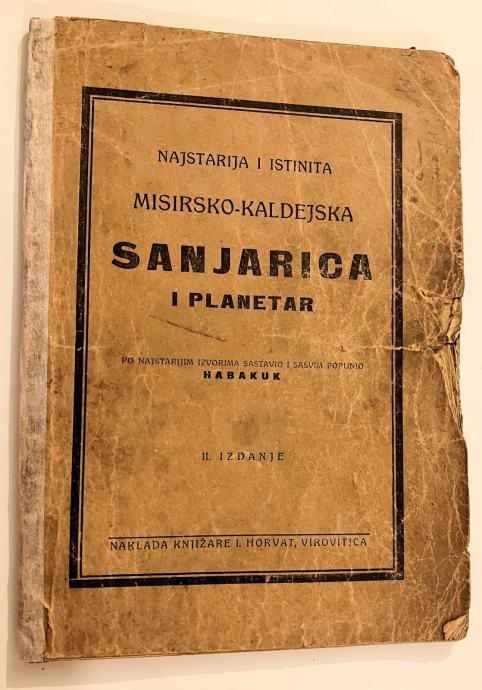 NAJSTARIJA I ISTINITA
MISIRSKO-KALDEJSKA
SANJARICA
I PLANETAR
PO NAJSTARIJIM IZVORIMA SASTAVIO I SASVIM POPUNIO
HABAKUK
II. IZDANJE
NAKLADA KNJIŽARE I. HORVAT, VIROVITICA